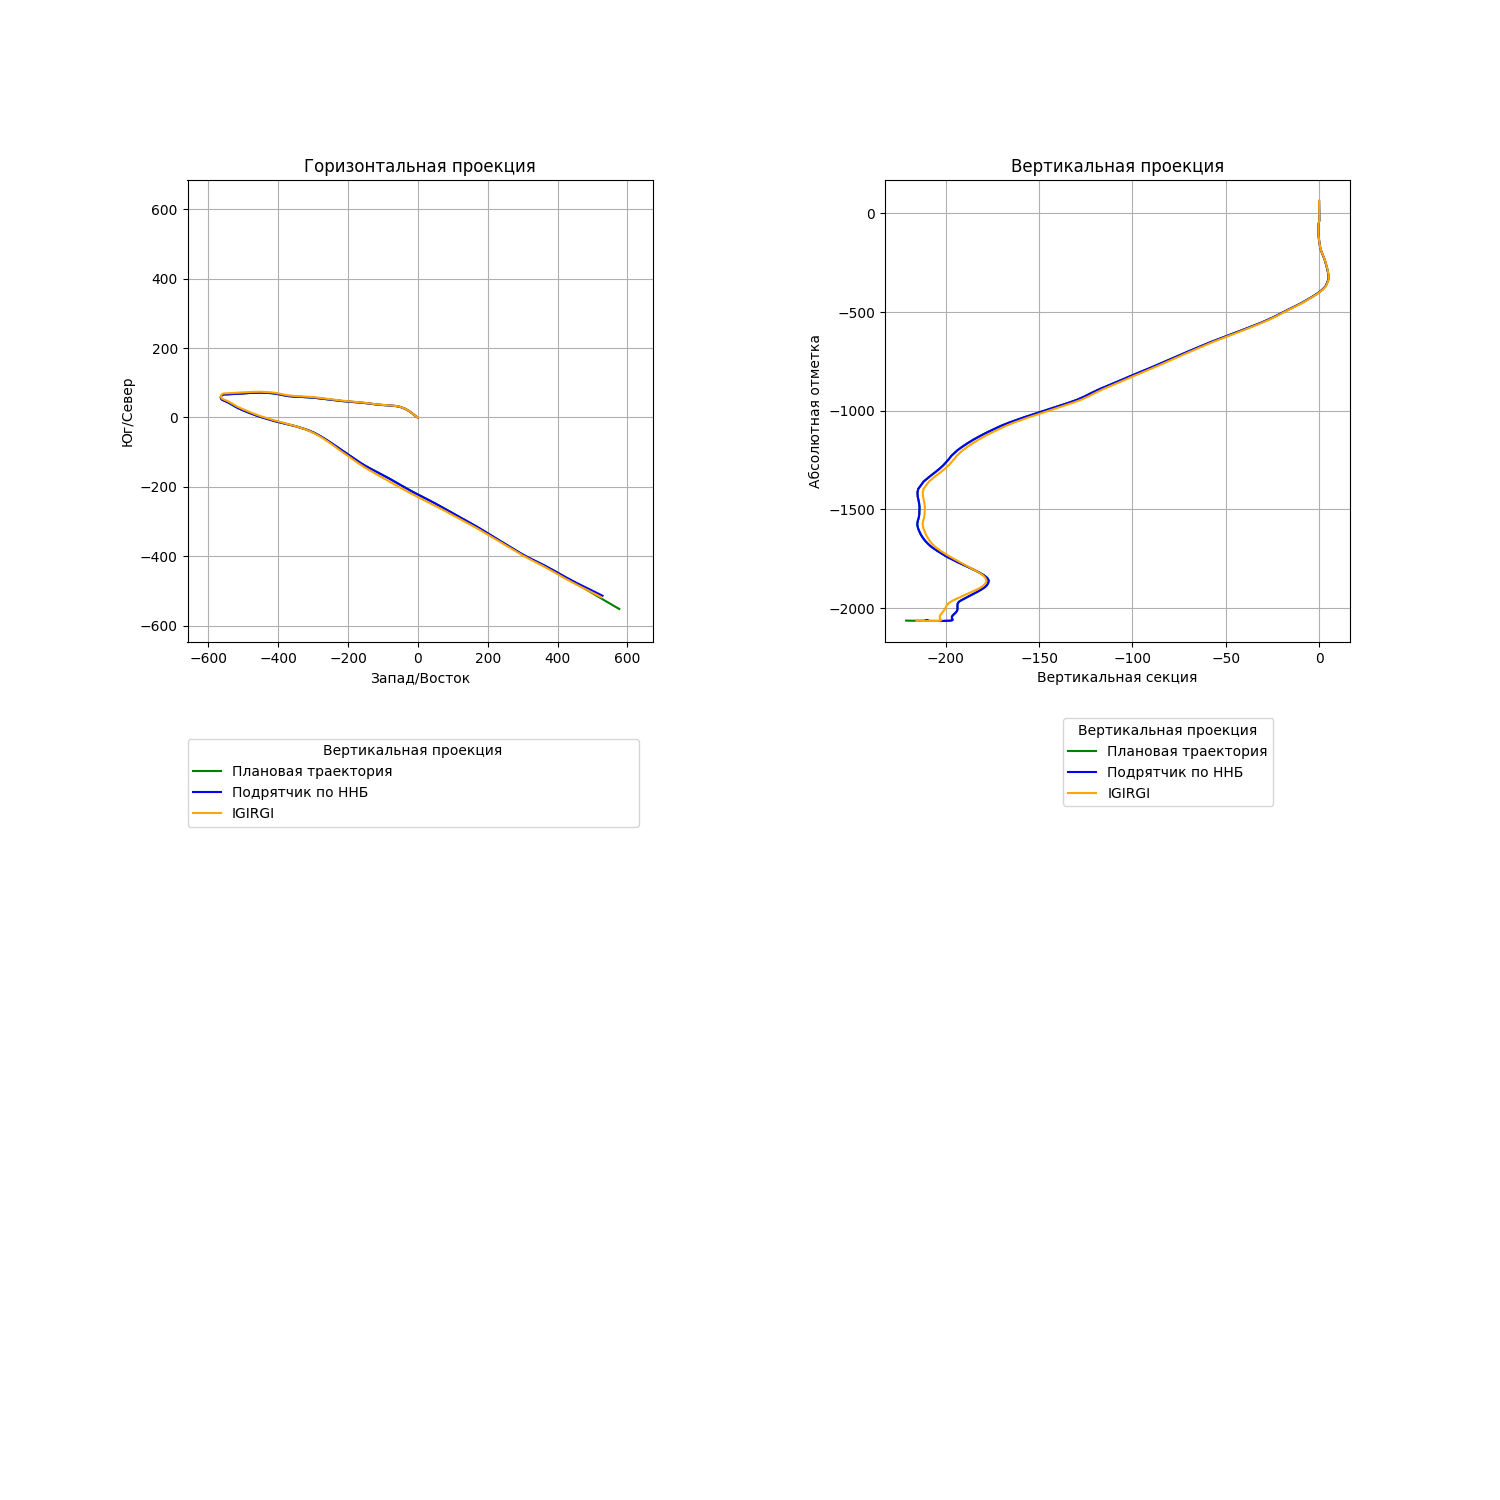 Горизонтальная проекция
600
400
200
0
−200
−400
−600
Юг/Север
−600 −400 −200 0 200 400 600
Запад/Восток
Вертикальная проекция
Плановая траектория
Подрятчик по ННБ
IGIRGI
Вертикальная проекция
0
−500
−1000
−1500
−2000
Абсолютная отметка
−200 −150 −100 −50 0
Вертикальная секция
Вертикальная проекция
Плановая траектория
Подрятчик по ННБ
IGIRGI